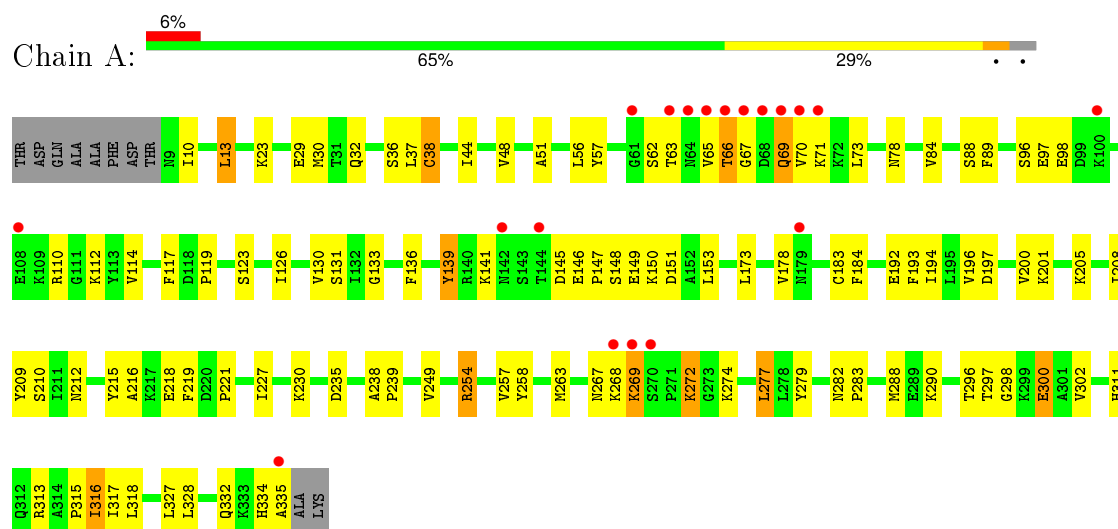 6%
Chain A:
65% 29% • •
THR ASP GLN ALA ALA PHE ASP THR N9 I10 L13 K23 E29 M30 T31 Q32 S36 L37 C38 I44 V48 A51 L56 Y57 G61 S62 T63 N64 V65 T66 G67 D68 Q69 V70 K71 K72 L73 N78 V84 S88 F89 S96 E97 E98 D99 K100
E108 K109 R110 G111 K112 Y113 V114 F117 D118 P119 S123 I126 V130 S131 I132 G133 F136 Y139 R140 K141 N142 S143 T144 D145 E146 P147 S148 E149 K150 D151 A152 L153 L173 V178 N179 C183 F184 E192 F193 I194 L195 V196 D197 V200 K201 K205 I208
Y209 S210 I211 N212 Y215 A216 K217 E218 F219 D220 P221 I227 K230 D235 A238 P239 V249 R254 V257 Y258 M263 N267 K268 K269 S270 P271 K272 G273 K274 L277 L278 Y279 N282 P283 M288 E289 K290 T296 T297 G298 K299 E300 A301 V302 H311
Q312 R313 A314 P315 I316 I317 L318 L327 L328 Q332 K333 H334 A335 ALA LYS